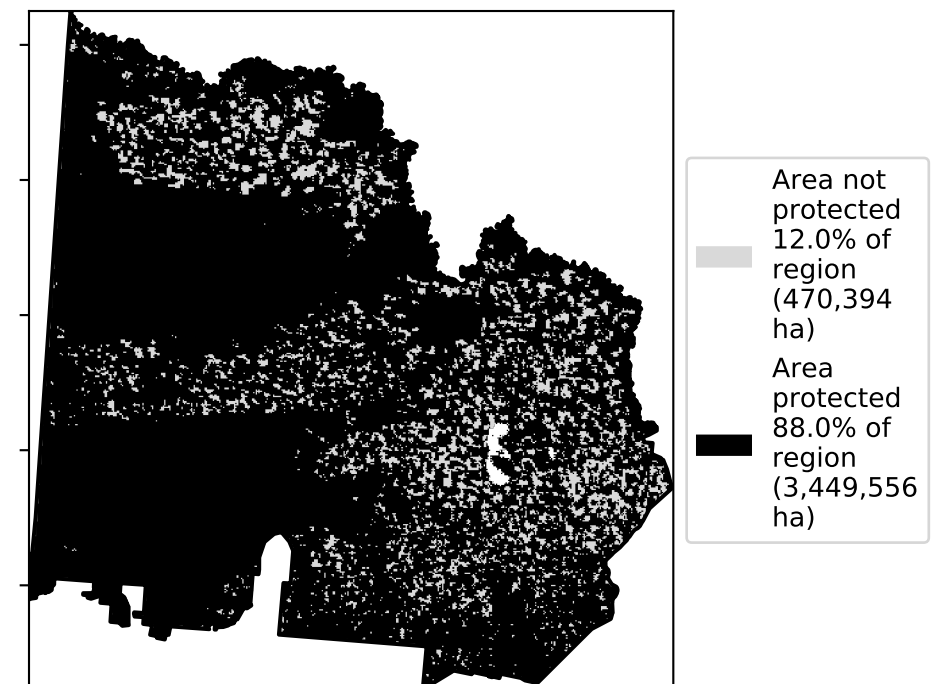 Area not
protected
12.0% of
region
(470,394
ha)
Area
protected
88.0% of
region
(3,449,556
ha)